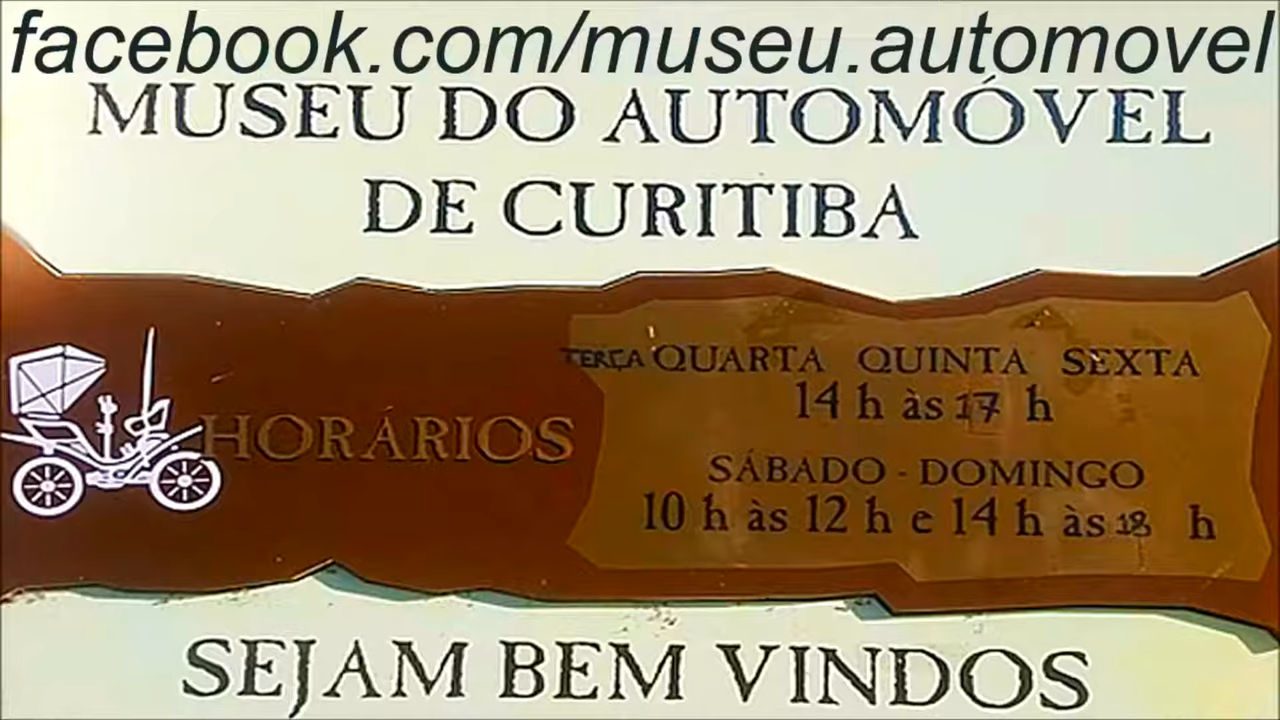 facebook.com/museu.automovel
MUSEU DO AUTOMÓVEL
DE CURITIBA
HORÁRIOS
TERÇA QUARTA QUINTA SEXTA
14 h às 17 h
SÁBADO - DOMINGO
10 h às 12 h e 14 h às 18 h
SEJAM BEM VINDOS